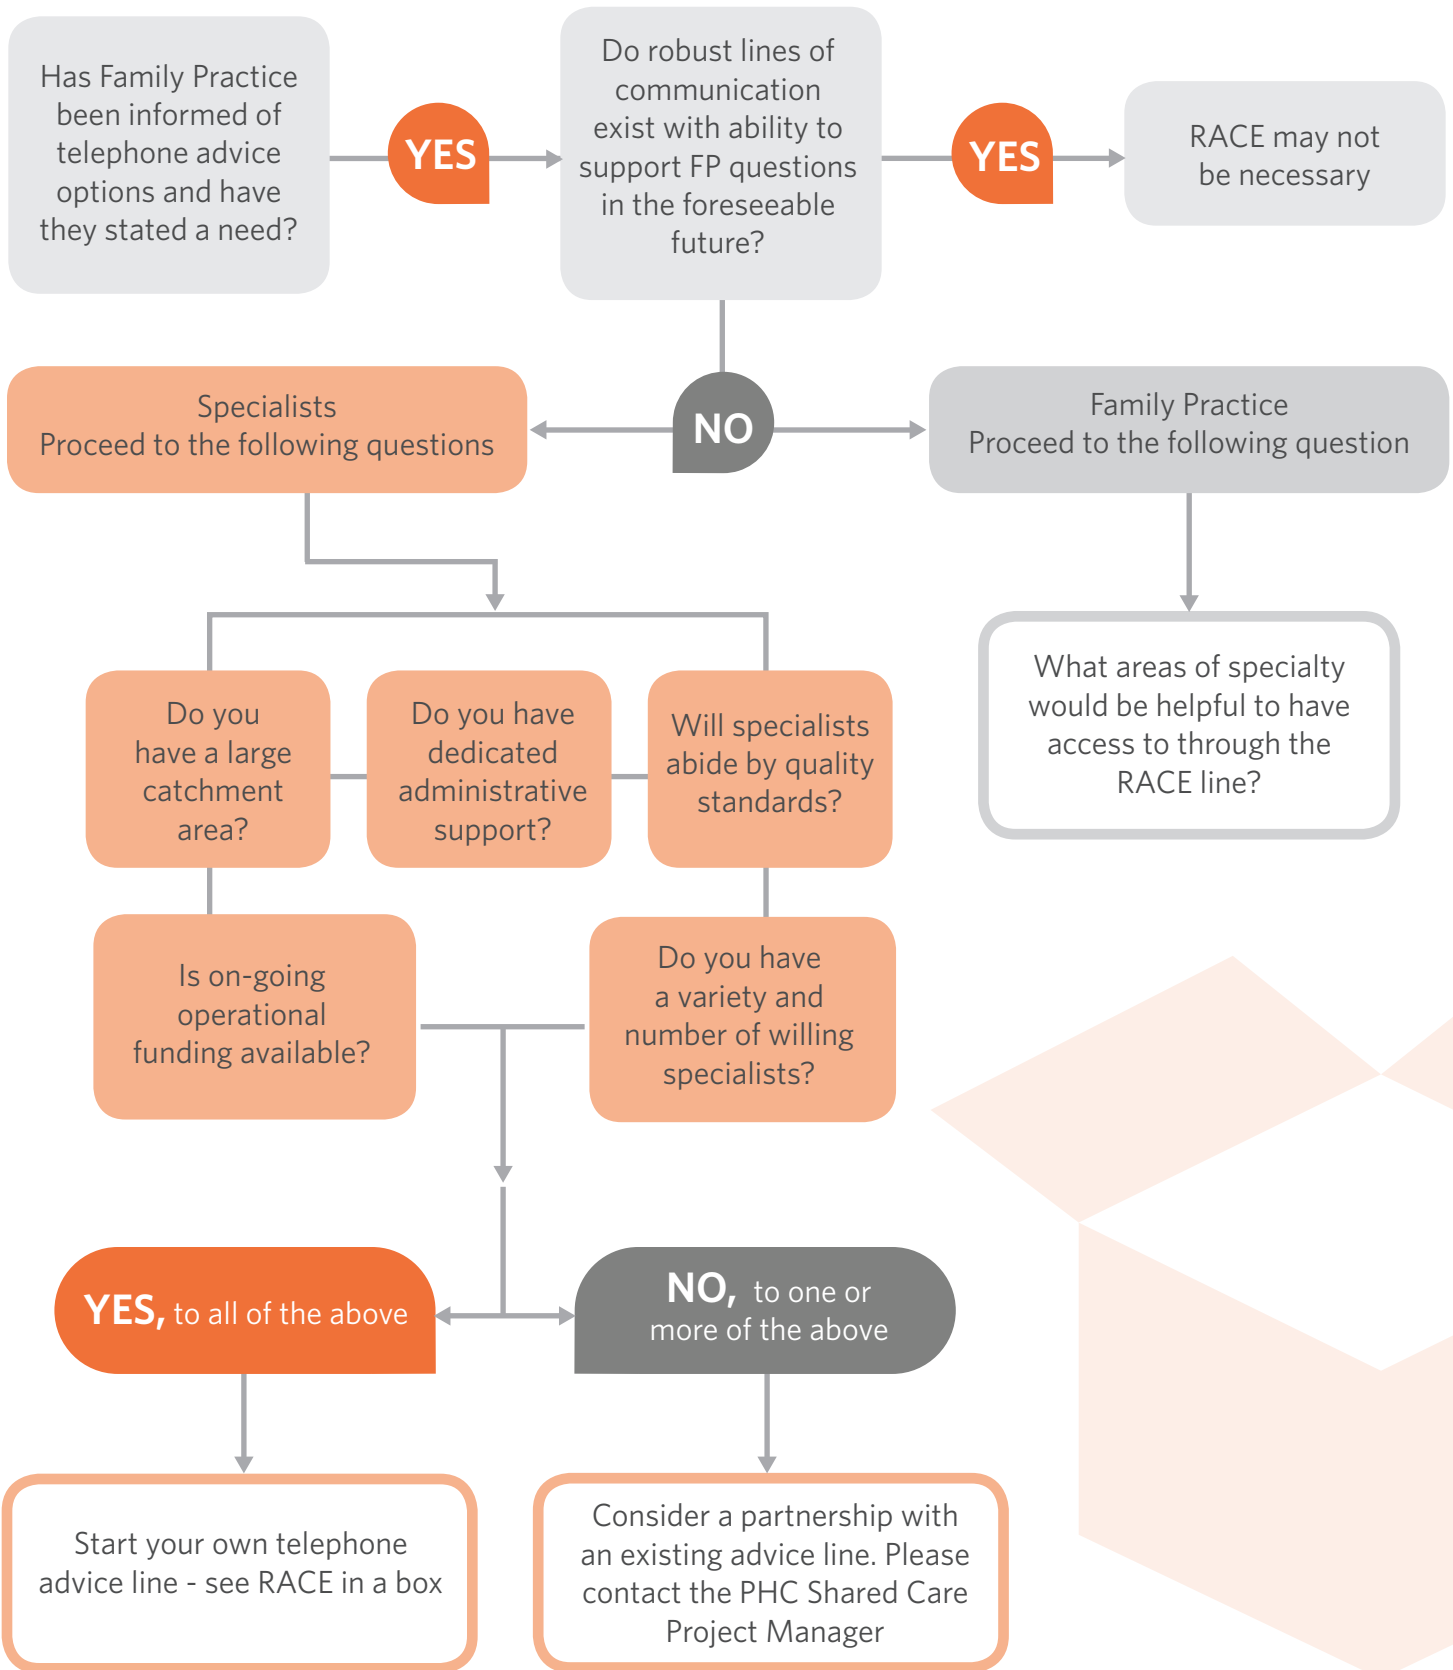 Has Family Practice
been informed of
telephone advice
options and have
they stated a need?
YES
Do robust lines of
communication
exist with ability to
support FP questions
in the foreseeable
future?
YES
RACE may not
be necessary
NO
Specialists
Proceed to the following questions
Family Practice
Proceed to the following question
Do you
have a large
catchment
area?
Do you have
dedicated
administrative
support?
Will specialists
abide by quality
standards?
What areas of specialty
would be helpful to have
access to through the
RACE line?
Is on-going
operational
funding available?
Do you have
a variety and
number of willing
specialists?
YES, to all of the above
NO, to one or
more of the above
Start your own telephone
advice line - see RACE in a box
Consider a partnership with
an existing advice line. Please
contact the PHC Shared Care
Project Manager